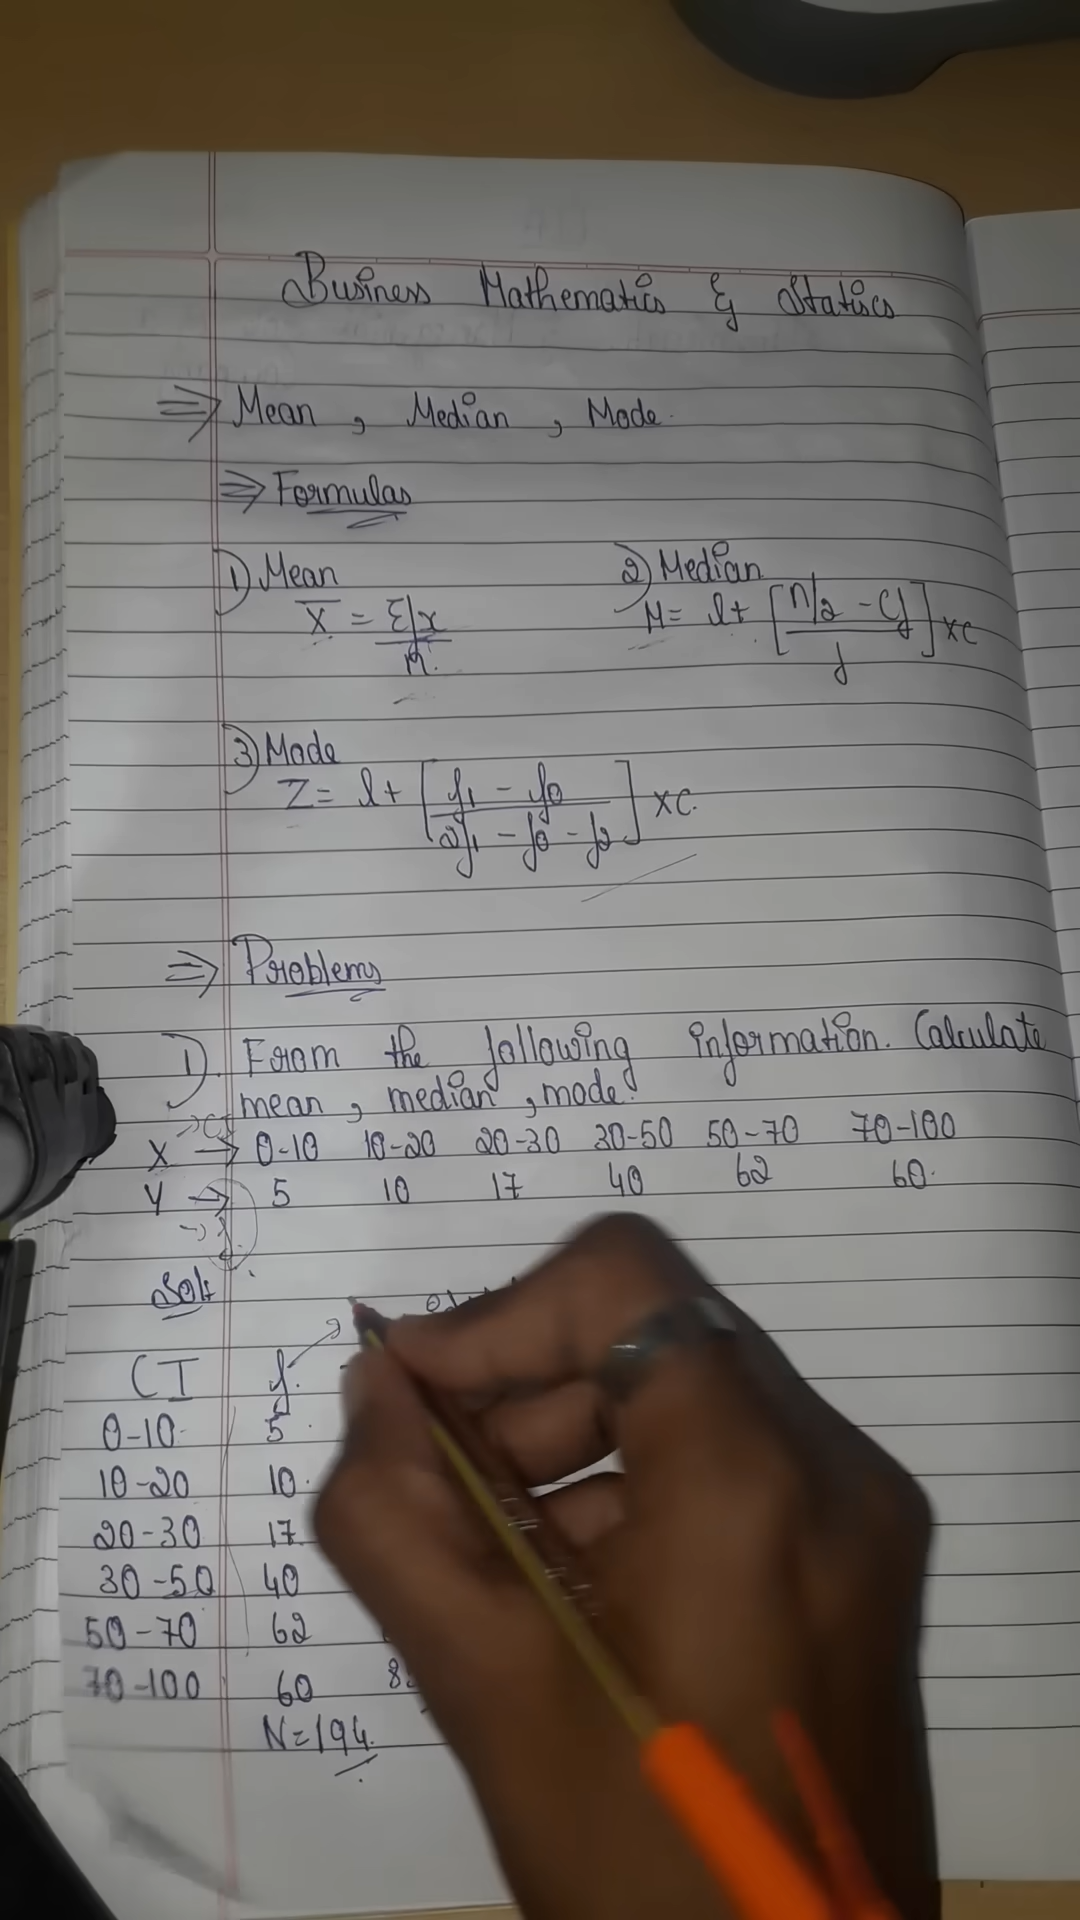 Business Mathematics & Statiscs
⇒ Mean , Median , Mode.
⇒ Formulas
1) Mean 2) Median
X̄ = Σfx / n. M = l + [n/2 - cf / f] × c
3) Mode
Z = l + [f1 - f0 / 2f1 - f0 - f2] × c.
⇒ Problems
1). From the following information. Calculate
mean , median , mode.
X → 0-10 10-20 20-30 30-50 50-70 70-100
Y → 5 10 17 40 62 60.
→ f.
Soln
CI f.
0-10 5
10-20 10
20-30 17
30-50 40
50-70 62
70-100 60
N=194